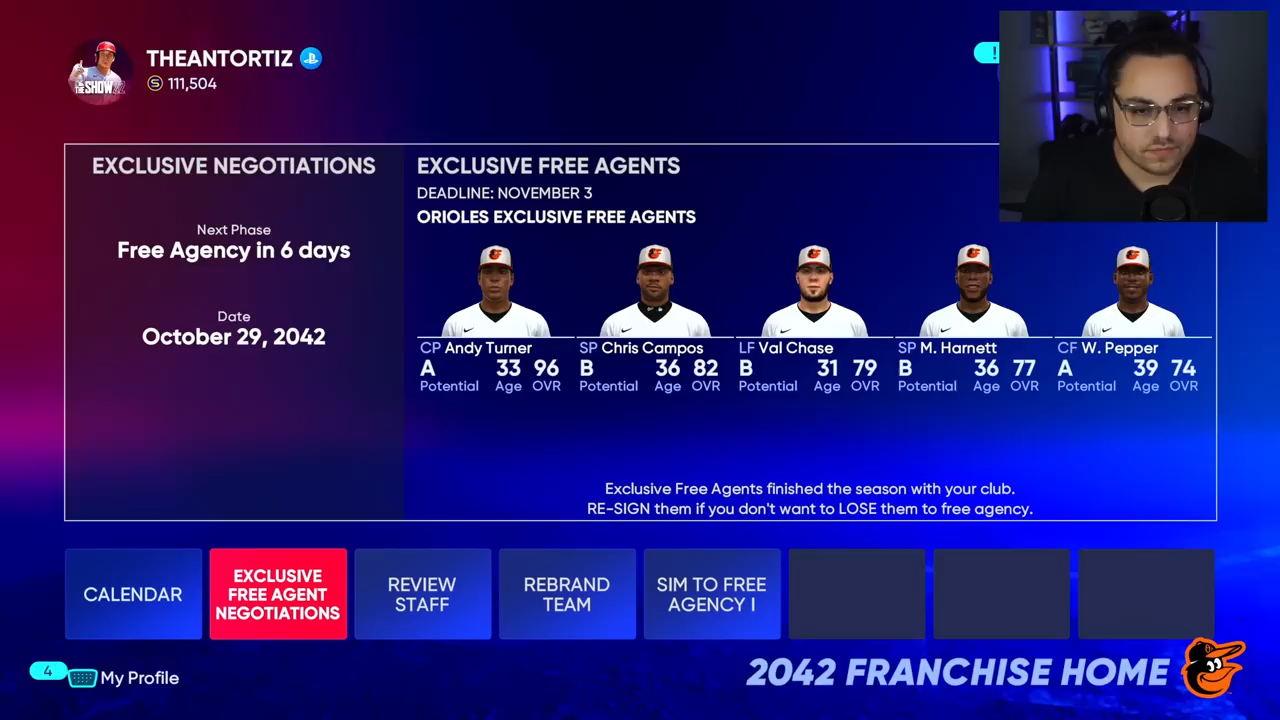 THEANTORTIZ
111,504
!
THE SHOW 22
EXCLUSIVE NEGOTIATIONS
Next Phase
Free Agency in 6 days
Date
October 29, 2042
EXCLUSIVE FREE AGENTS
DEADLINE: NOVEMBER 3
ORIOLES EXCLUSIVE FREE AGENTS
CP Andy Turner
A 33 96
Potential Age OVR
SP Chris Campos
B 36 82
Potential Age OVR
LF Val Chase
B 31 79
Potential Age OVR
SP M. Harnett
B 36 77
Potential Age OVR
CF W. Pepper
A 39 74
Potential Age OVR
Exclusive Free Agents finished the season with your club.
RE-SIGN them if you don't want to LOSE them to free agency.
CALENDAR
EXCLUSIVE
FREE AGENT
NEGOTIATIONS
REVIEW
STAFF
REBRAND
TEAM
SIM TO FREE
AGENCY I
4
My Profile
2042 FRANCHISE HOME